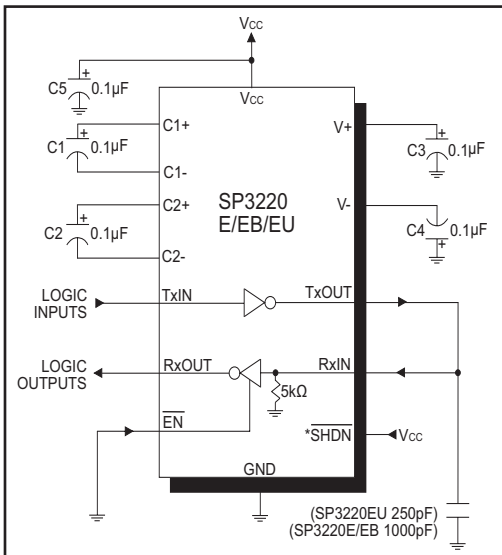 VCC
C5
+
0.1µF
VCC
C1+
V+
C1
+
0.1µF
C3
+
0.1µF
C1-
C2+
SP3220
E/EB/EU
V-
C2
+
0.1µF
C4
+
0.1µF
C2-
LOGIC
INPUTS
TxIN
TxOUT
LOGIC
OUTPUTS
RxOUT
RxIN
5kΩ
EN
*SHDN
VCC
GND
(SP3220EU 250pF)
(SP3220E/EB 1000pF)